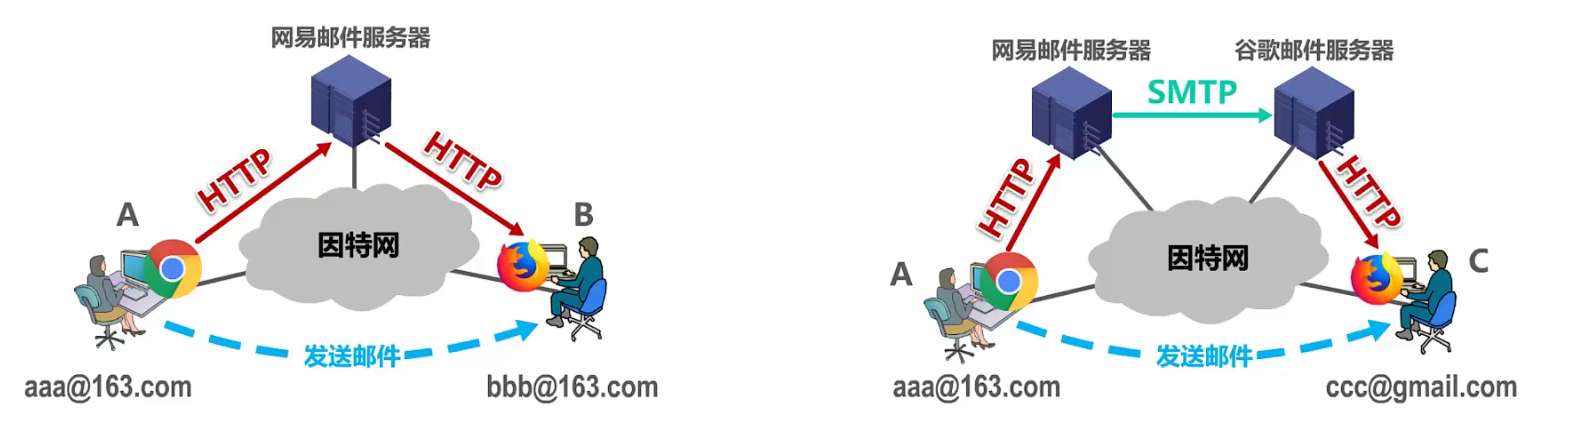 网易邮件服务器
HTTP
HTTP
A
B
因特网
发送邮件
aaa@163.com
bbb@163.com
网易邮件服务器
谷歌邮件服务器
SMTP
HTTP
HTTP
因特网
A
C
发送邮件
aaa@163.com
ccc@gmail.com